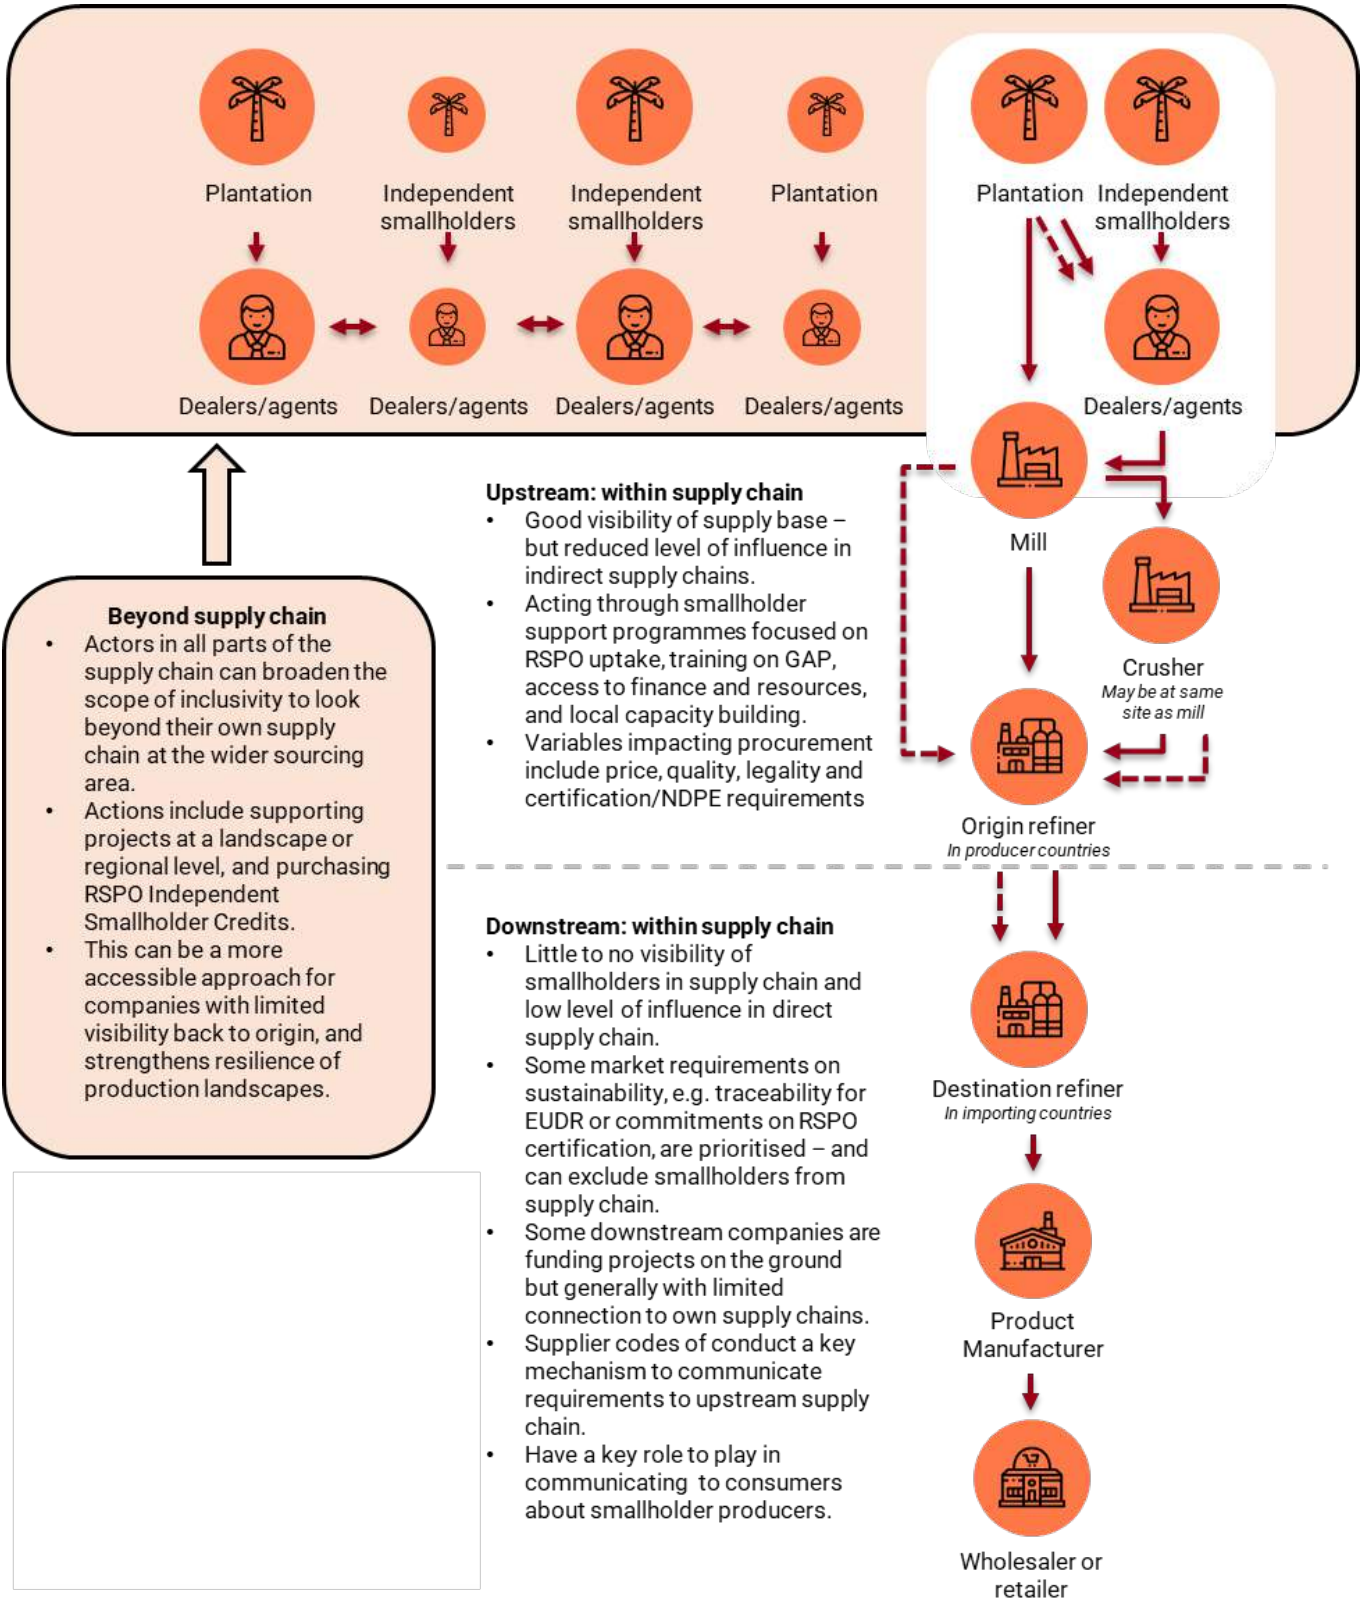 Plantation
Independent
smallholders
Independent
smallholders
Plantation
Plantation
Independent
smallholders
Dealers/agents
Dealers/agents
Dealers/agents
Dealers/agents
Dealers/agents
Mill
Crusher
May be at same
site as mill
Origin refiner
In producer countries
Upstream: within supply chain
• Good visibility of supply base –
but reduced level of influence in
indirect supply chains.
• Acting through smallholder
support programmes focused on
RSPO uptake, training on GAP,
access to finance and resources,
and local capacity building.
• Variables impacting procurement
include price, quality, legality and
certification/NDPE requirements
Beyond supply chain
• Actors in all parts of the
supply chain can broaden the
scope of inclusivity to look
beyond their own supply
chain at the wider sourcing
area.
• Actions include supporting
projects at a landscape or
regional level, and purchasing
RSPO Independent
Smallholder Credits.
• This can be a more
accessible approach for
companies with limited
visibility back to origin, and
strengthens resilience of
production landscapes.
Downstream: within supply chain
• Little to no visibility of
smallholders in supply chain and
low level of influence in direct
supply chain.
• Some market requirements on
sustainability, e.g. traceability for
EUDR or commitments on RSPO
certification, are prioritised – and
can exclude smallholders from
supply chain.
• Some downstream companies are
funding projects on the ground
but generally with limited
connection to own supply chains.
• Supplier codes of conduct a key
mechanism to communicate
requirements to upstream supply
chain.
• Have a key role to play in
communicating to consumers
about smallholder producers.
Destination refiner
In importing countries
Product
Manufacturer
Wholesaler or
retailer